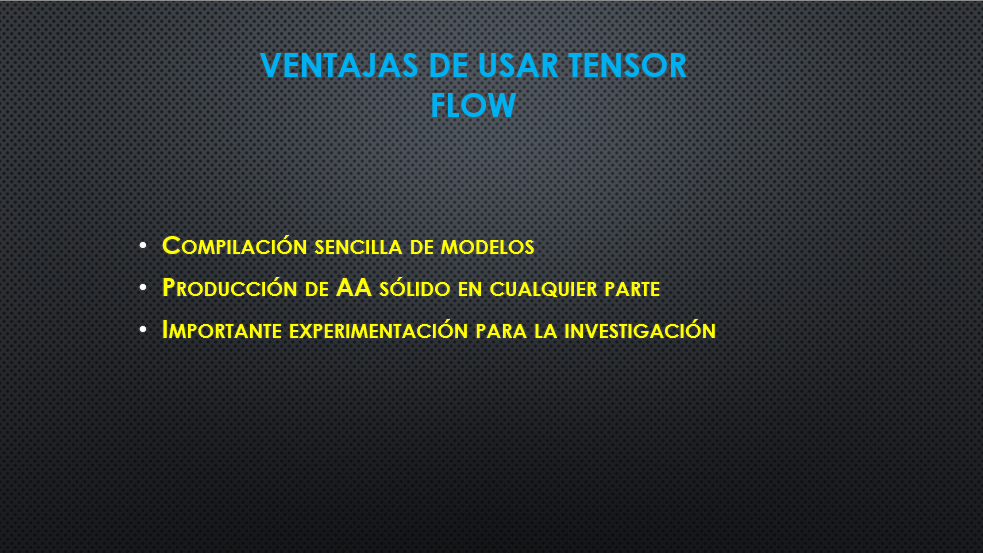 VENTAJAS DE USAR TENSOR
FLOW
• COMPILACIÓN SENCILLA DE MODELOS
• PRODUCCIÓN DE AA SÓLIDO EN CUALQUIER PARTE
• IMPORTANTE EXPERIMENTACIÓN PARA LA INVESTIGACIÓN